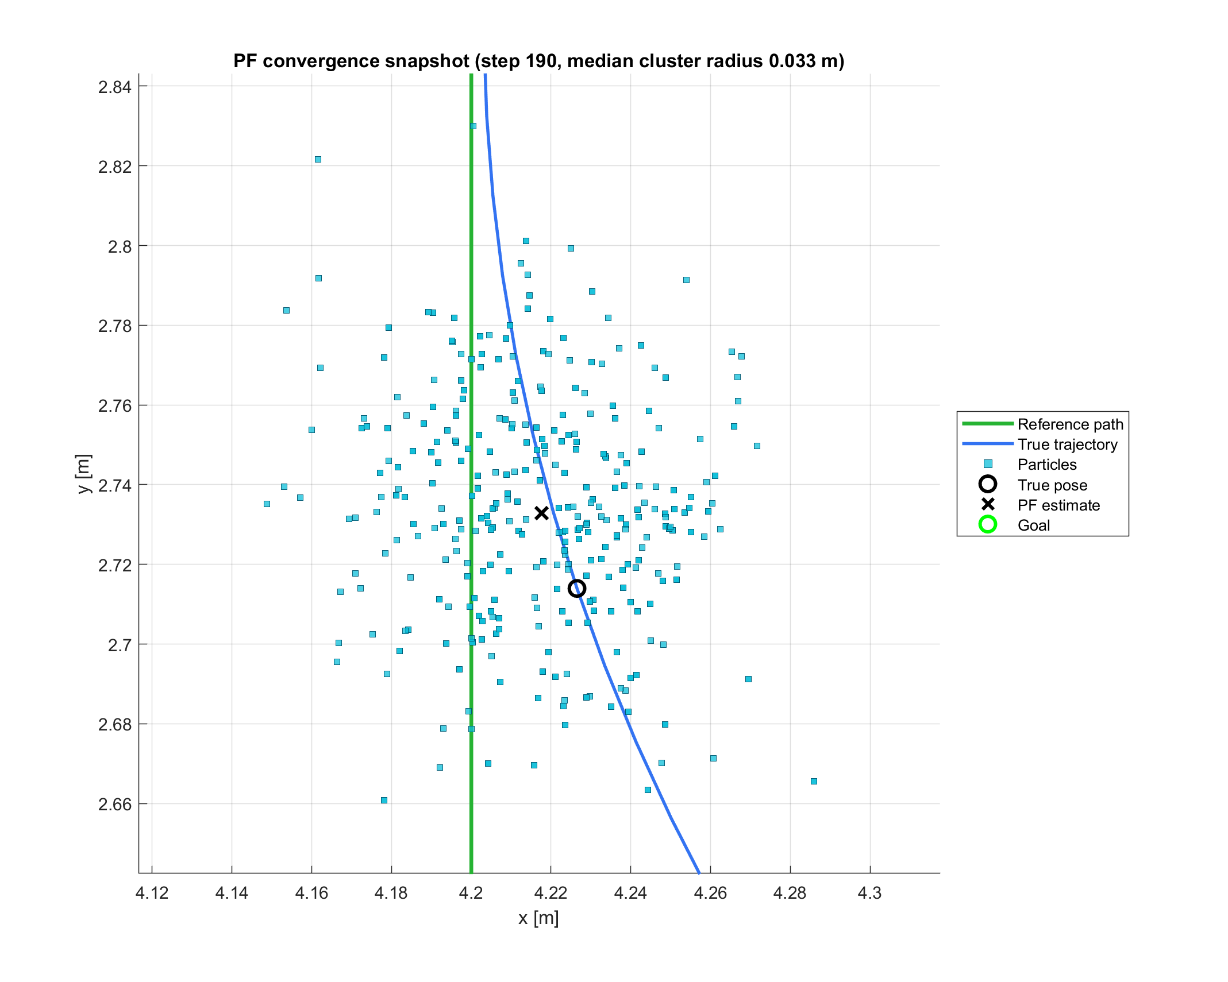 PF convergence snapshot (step 190, median cluster radius 0.033 m)
2.84
2.82
2.8
2.78
2.76
2.74
2.72
2.7
2.68
2.66
y [m]
4.12
4.14
4.16
4.18
4.2
4.22
4.24
4.26
4.28
4.3
x [m]
Reference path
True trajectory
Particles
True pose
PF estimate
Goal